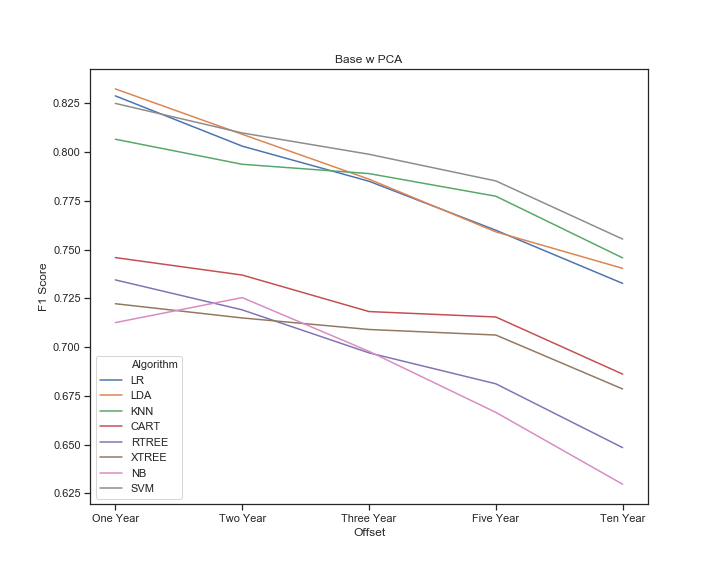 Base w PCA
F1 Score
0.825
0.800
0.775
0.750
0.725
0.700
0.675
0.650
0.625
Algorithm
LR
LDA
KNN
CART
RTREE
XTREE
NB
SVM
One Year Two Year Three Year Five Year Ten Year
Offset